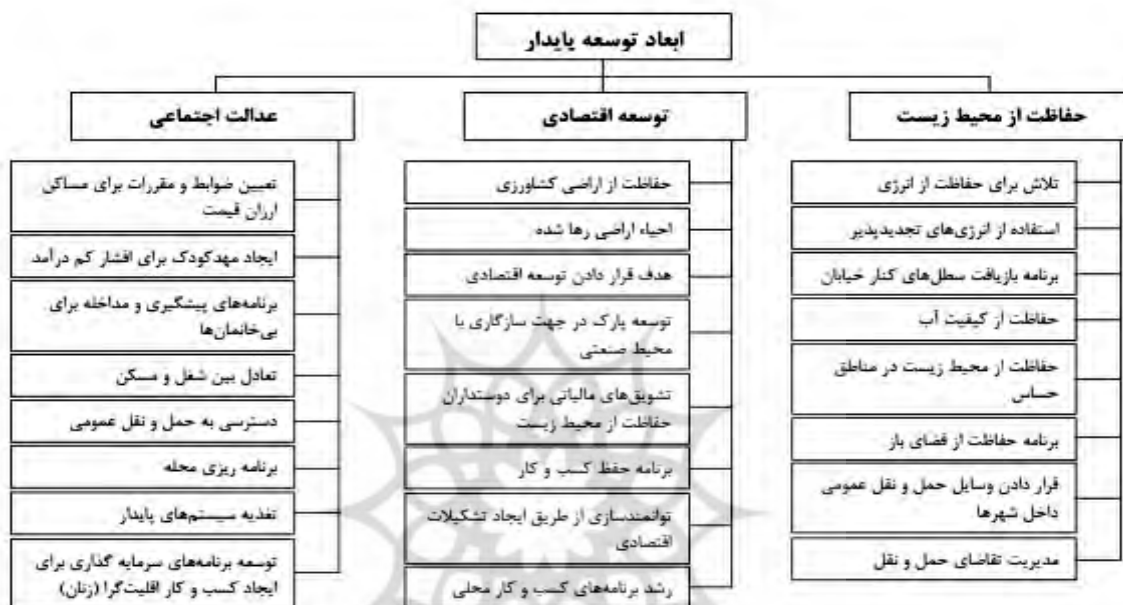 ابعاد توسعه پایدار
حفاظت از محیط زیست
تلاش برای حفاظت از انرژی
استفاده از انرژی‌های تجدیدپذیر
برنامه بازیافت سطل‌های کنار خیابان
حفاظت از کیفیت آب
حفاظت از محیط زیست در مناطق
حساس
برنامه حفاظت از فضای باز
قرار دادن وسایل حمل و نقل عمومی
داخل شهرها
مدیریت تقاضای حمل و نقل
توسعه اقتصادی
حفاظت از اراضی کشاورزی
احیاء اراضی رها شده
هدف قرار دادن توسعه اقتصادی
توسعه پارک در جهت سازگاری با
محیط صنعتی
تشویق‌های مالیاتی برای دوستداران
حفاظت از محیط زیست
برنامه حفظ کسب و کار
توانمندسازی از طریق ایجاد تشکیلات
اقتصادی
رشد برنامه‌های کسب و کار محلی
عدالت اجتماعی
تعیین ضوابط و مقررات برای مساکن
ارزان قیمت
ایجاد مهدکودک برای اقشار کم درآمد
برنامه‌های پیشگیری و مداخله برای
بی‌خانمان‌ها
تعادل بین شغل و مسکن
دسترسی به حمل و نقل عمومی
برنامه ریزی محله
تغذیه سیستم‌های پایدار
توسعه برنامه‌های سرمایه گذاری برای
ایجاد کسب و کار اقلیت‌گرا (زنان)